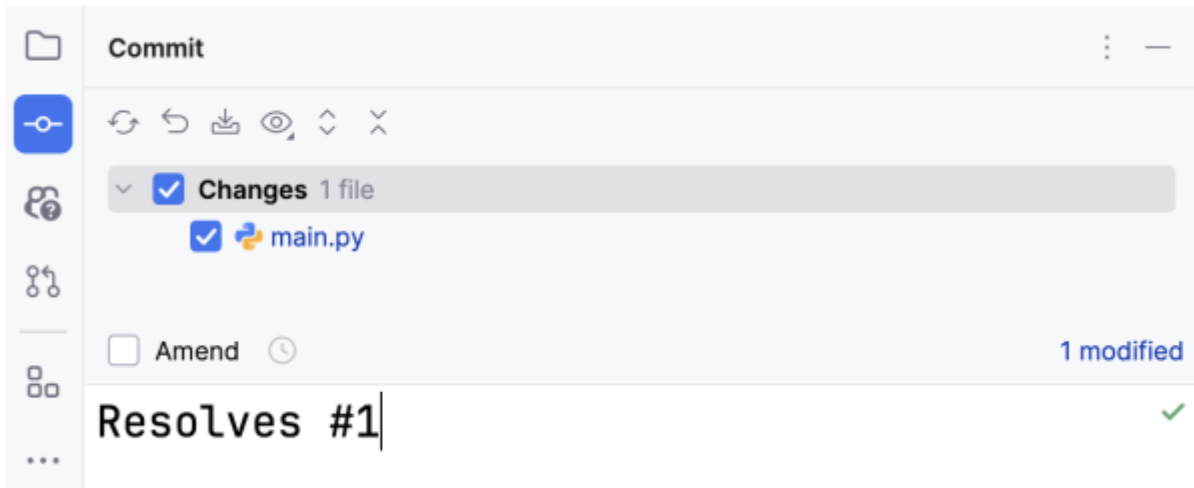 Commit
Changes 1 file
main.py
Amend 1 modified
Resolves #1